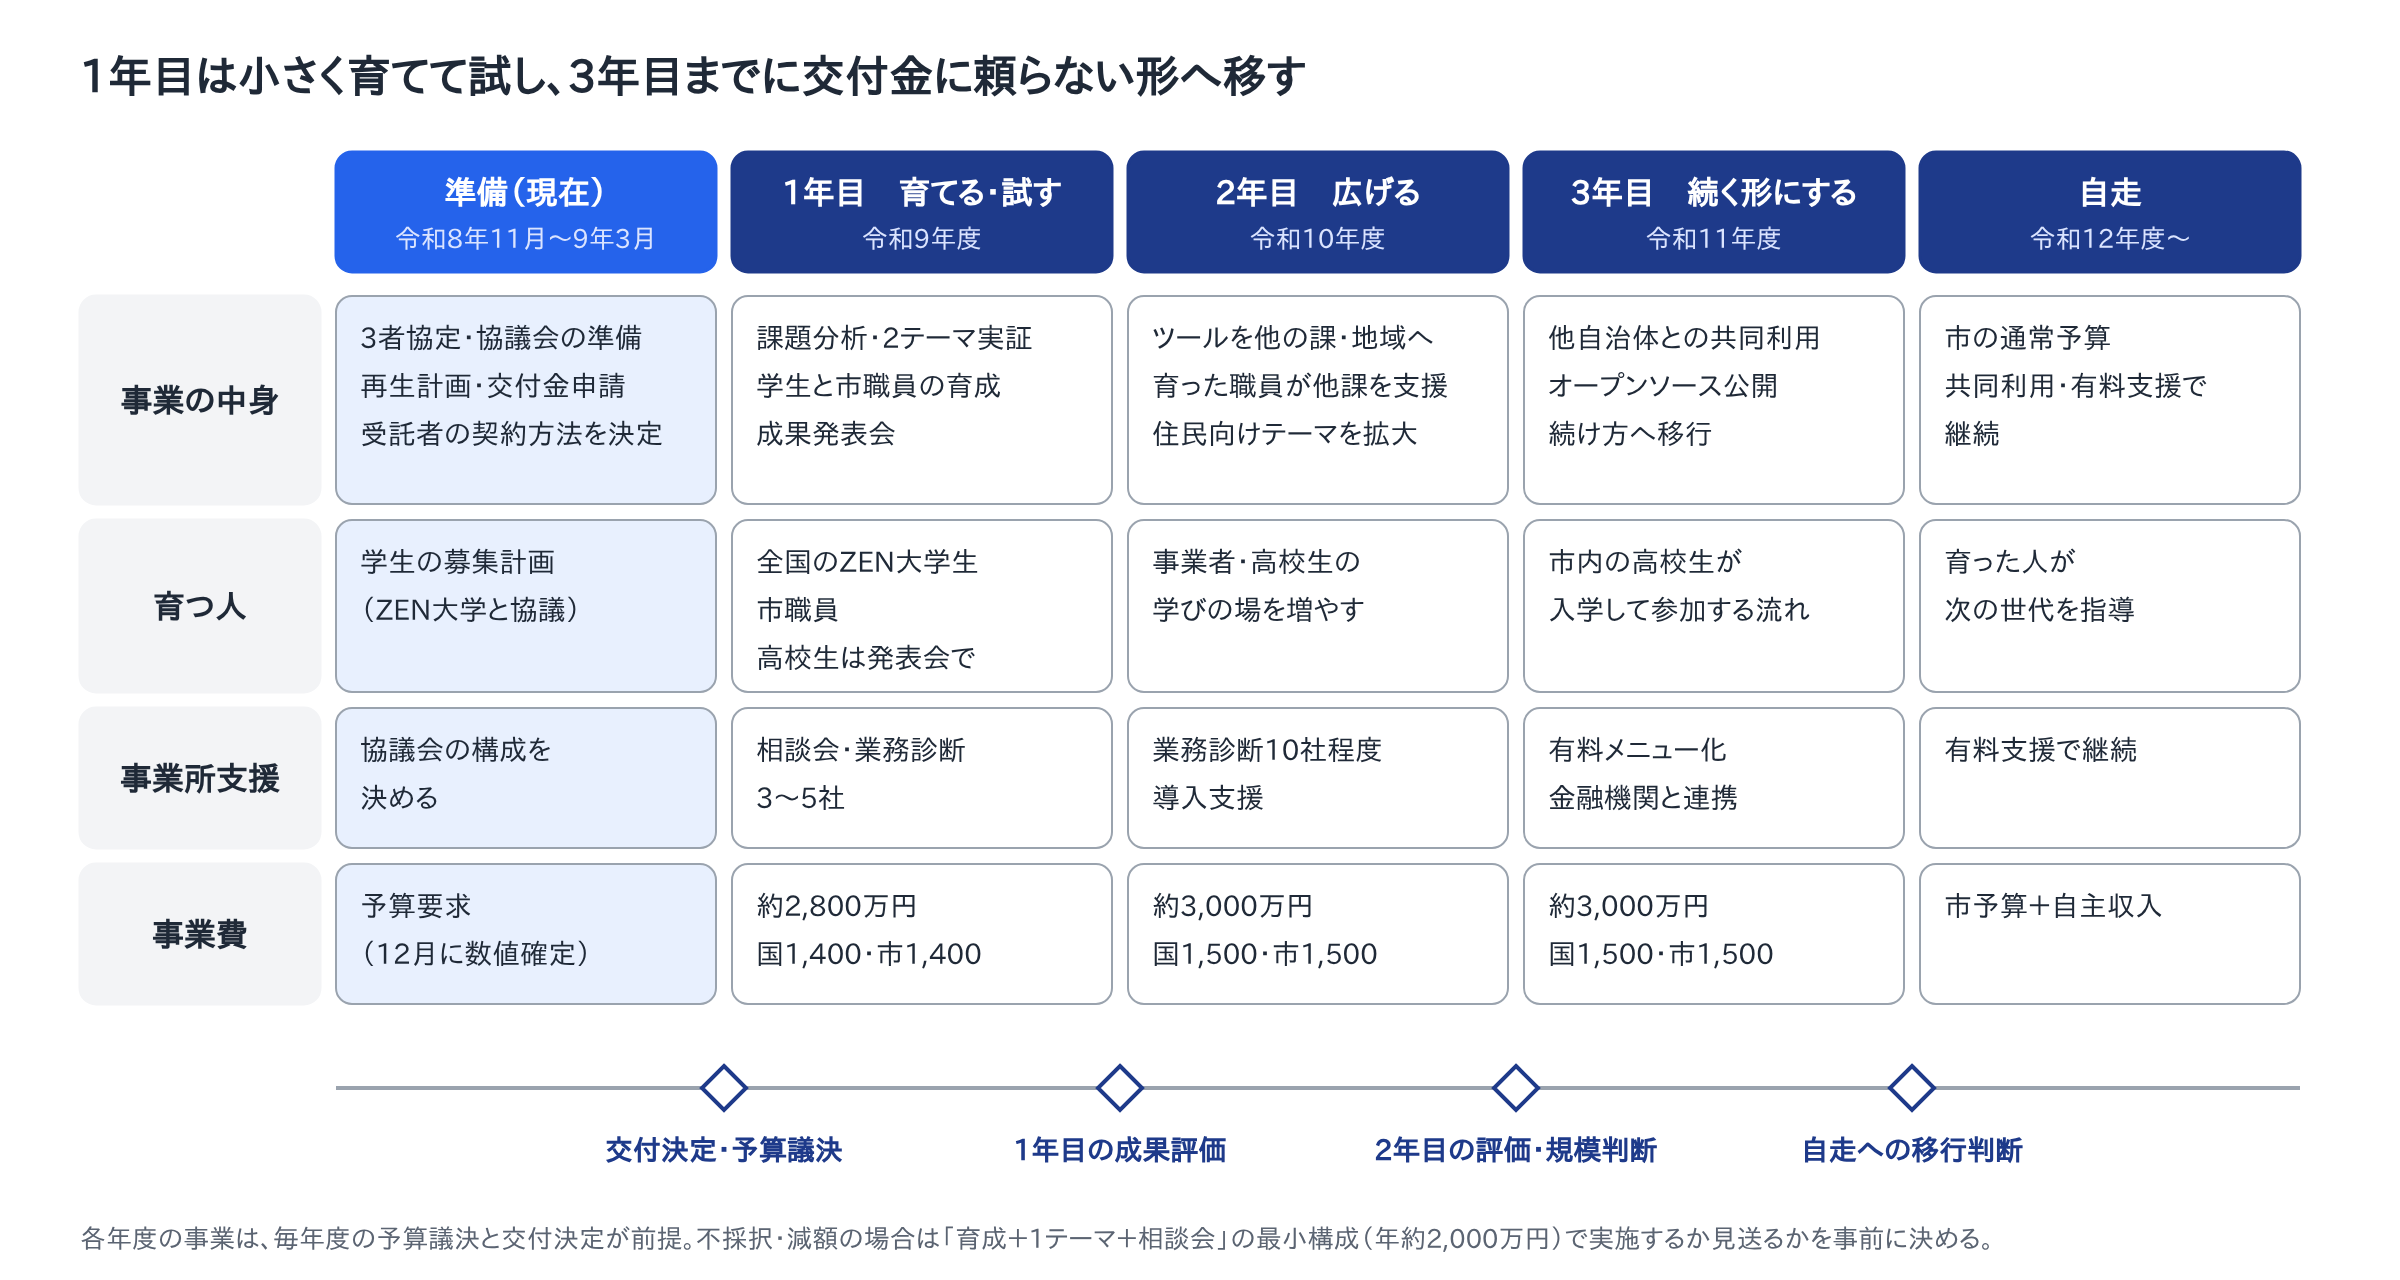 1年目は小さく育てて試し、3年目までに交付金に頼らない形へ移す
準備（現在）
令和8年11月〜9年3月
1年目　育てる・試す
令和9年度
2年目　広げる
令和10年度
3年目　続く形にする
令和11年度
自走
令和12年度〜
事業の中身
3者協定・協議会の準備
再生計画・交付金申請
受託者の契約方法を決定
課題分析・2テーマ実証
学生と市職員の育成
成果発表会
ツールを他の課・地域へ
育った職員が他課を支援
住民向けテーマを拡大
他自治体との共同利用
オープンソース公開
続け方へ移行
市の通常予算
共同利用・有料支援で
継続
育つ人
学生の募集計画
（ZEN大学と協議）
全国のZEN大学生
市職員
高校生は発表会で
事業者・高校生の
学びの場を増やす
市内の高校生が
入学して参加する流れ
育った人が
次の世代を指導
事業所支援
協議会の構成を
決める
相談会・業務診断
3〜5社
業務診断10社程度
導入支援
有料メニュー化
金融機関と連携
有料支援で継続
事業費
予算要求
（12月に数値確定）
約2,800万円
国1,400・市1,400
約3,000万円
国1,500・市1,500
約3,000万円
国1,500・市1,500
市予算＋自主収入
交付決定・予算議決
1年目の成果評価
2年目の評価・規模判断
自走への移行判断
各年度の事業は、毎年度の予算議決と交付決定が前提。不採択・減額の場合は「育成＋1テーマ＋相談会」の最小構成（年約2,000万円）で実施するか見送るかを事前に決める。